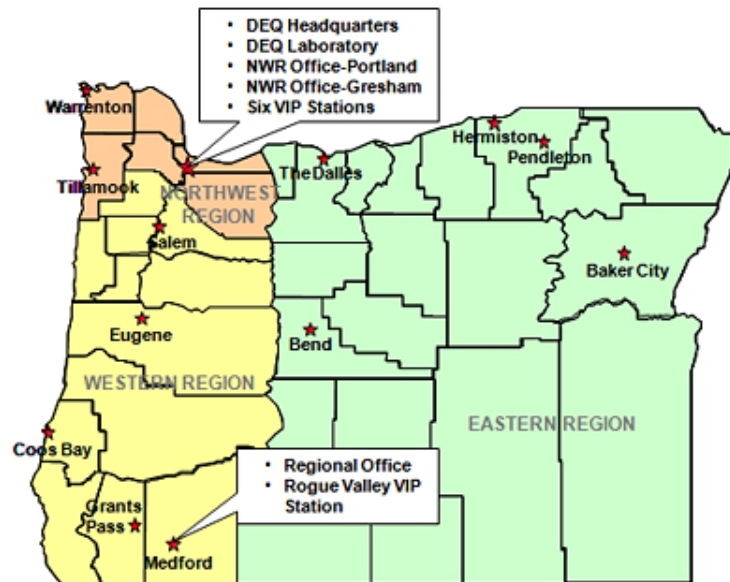 • DEQ Headquarters
• DEQ Laboratory
• NWR Office-Portland
• NWR Office-Gresham
• Six VIP Stations
Warrenton
Hermiston
Pendleton
The Dalles
Tillamook
NORTHWEST
REGION
Salem
Baker City
Eugene
Bend
WESTERN REGION
EASTERN REGION
Coos Bay
• Regional Office
• Rogue Valley VIP
Station
Grants
Pass
Medford